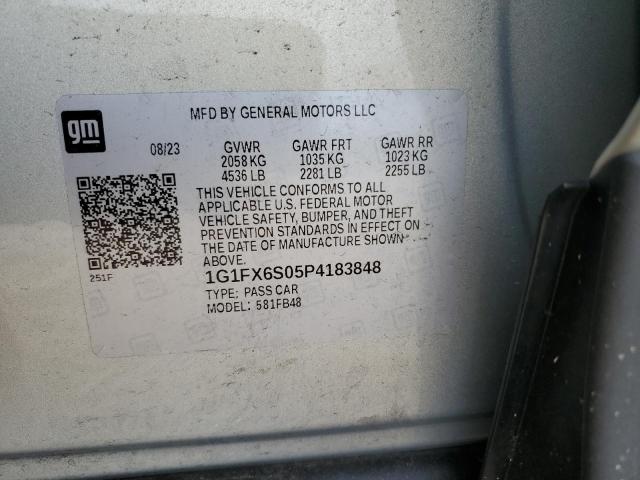 gm
MFD BY GENERAL MOTORS LLC
08/23 GVWR GAWR FRT GAWR RR
2058 KG 1035 KG 1023 KG
4536 LB 2281 LB 2255 LB
THIS VEHICLE CONFORMS TO ALL
APPLICABLE U.S. FEDERAL MOTOR
VEHICLE SAFETY, BUMPER, AND THEFT
PREVENTION STANDARDS IN EFFECT ON
THE DATE OF MANUFACTURE SHOWN
ABOVE.
251F
1G1FX6S05P4183848
TYPE: PASS CAR
MODEL: 581FB48